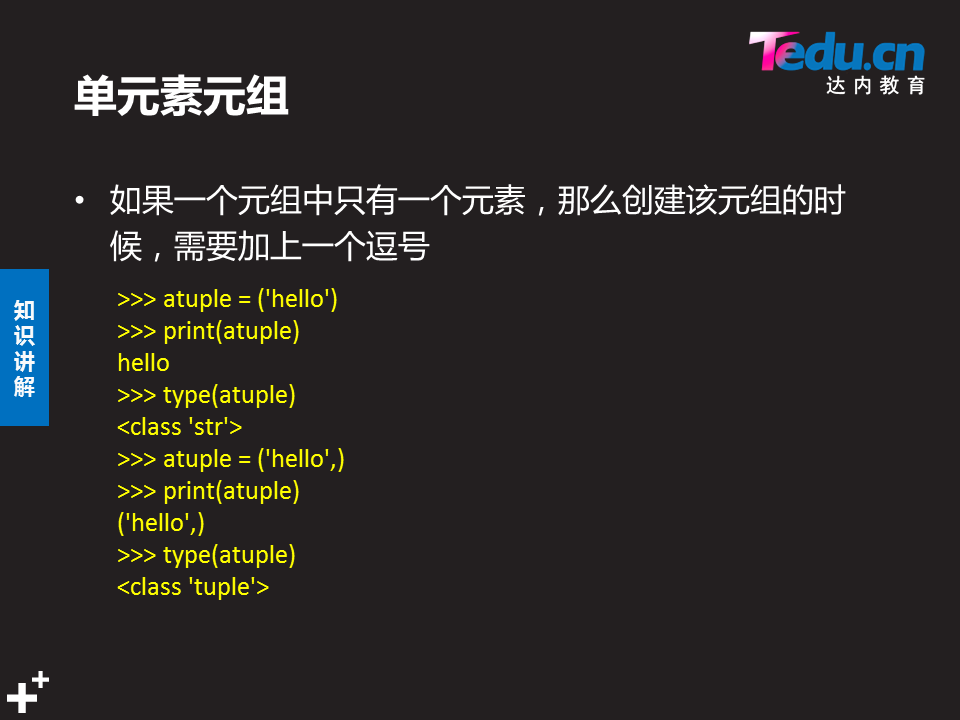 Tedu.cn
达内教育
单元素元组
• 如果一个元组中只有一个元素，那么创建该元组的时
候，需要加上一个逗号
>>> atuple = ('hello')
>>> print(atuple)
hello
>>> type(atuple)
<class 'str'>
>>> atuple = ('hello',)
>>> print(atuple)
('hello',)
>>> type(atuple)
<class 'tuple'>
知识讲解